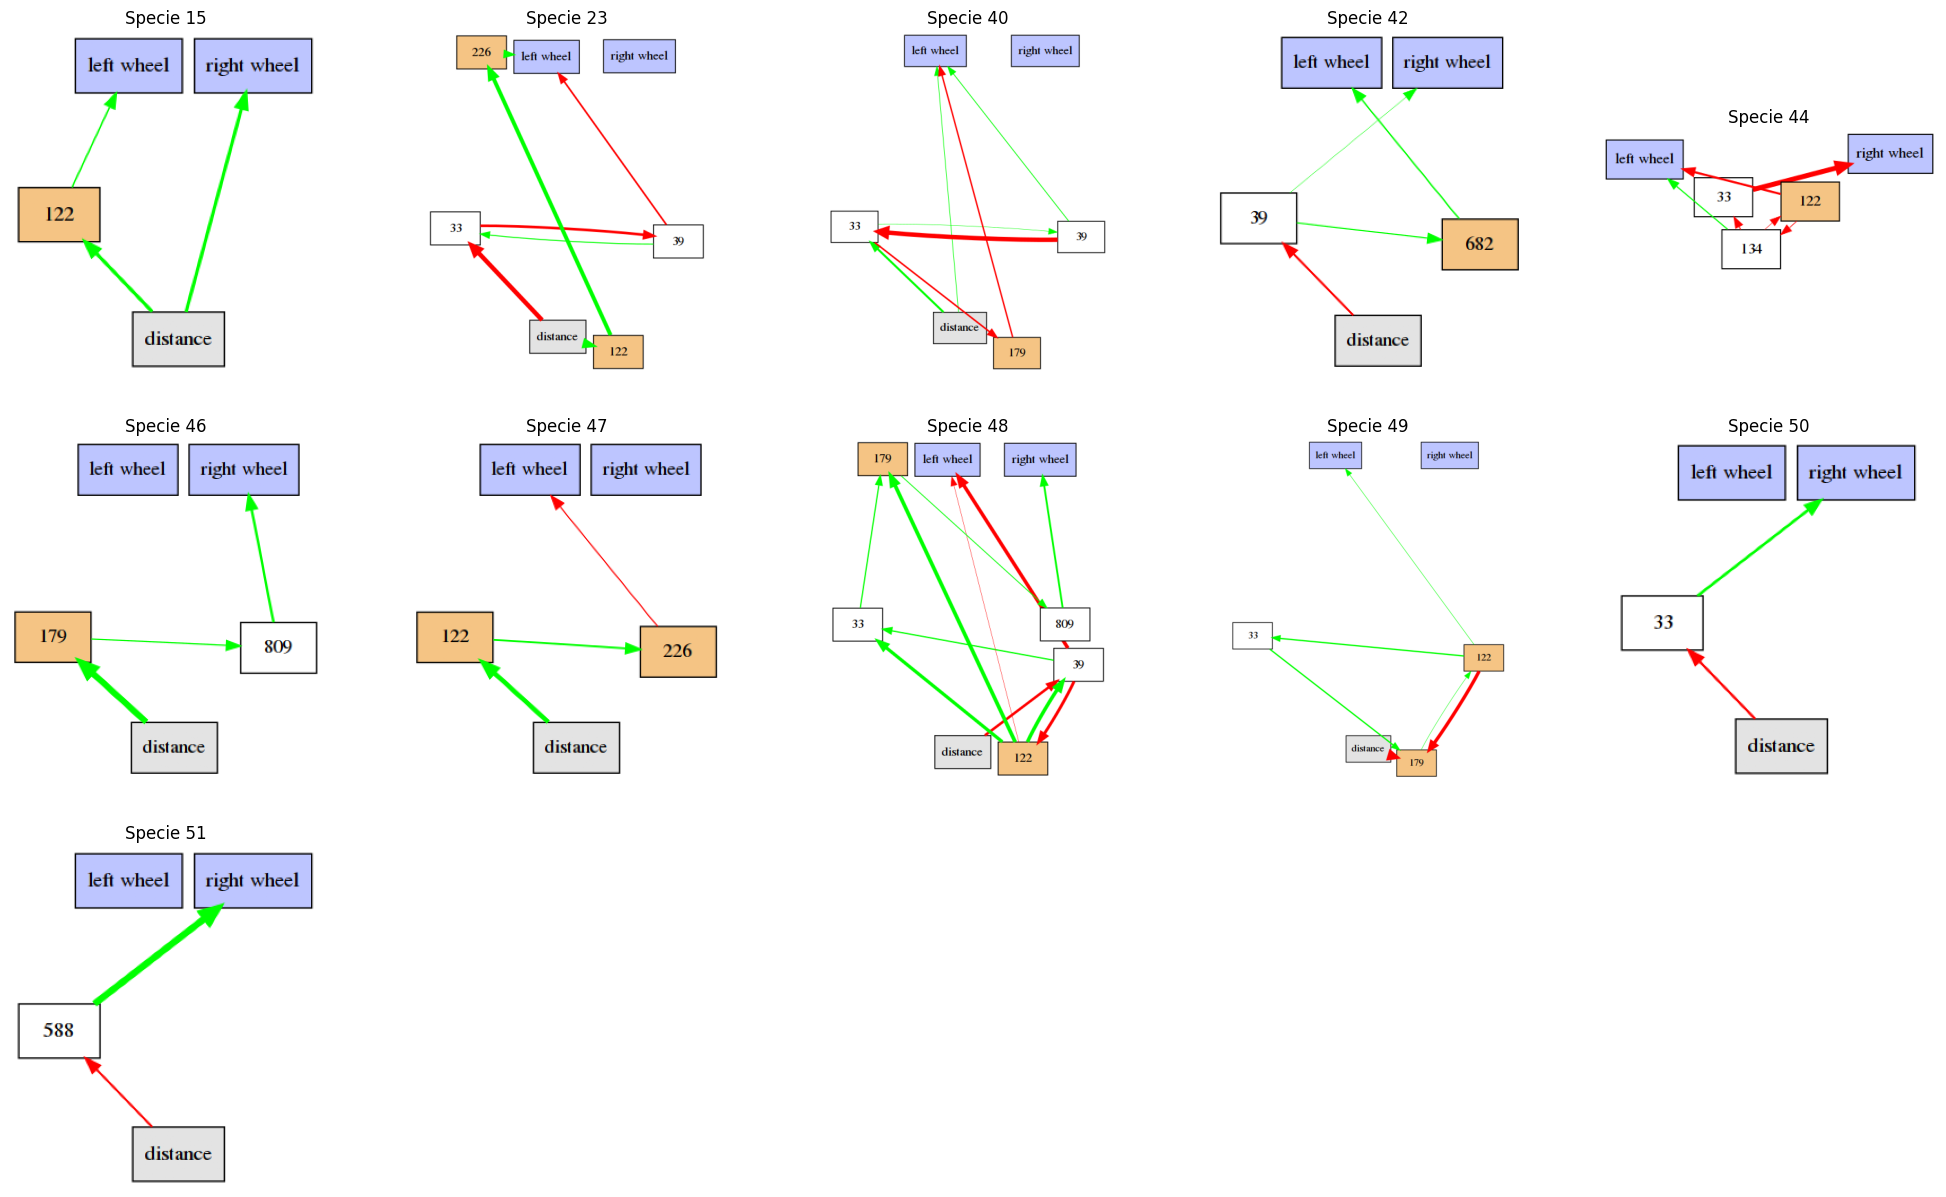 Specie 15
left wheel
right wheel
122
distance
Specie 23
226
left wheel
right wheel
33
39
distance
122
Specie 40
left wheel
right wheel
33
39
distance
179
Specie 42
left wheel
right wheel
39
682
distance
Specie 44
left wheel
right wheel
33
122
134
Specie 46
left wheel
right wheel
179
809
distance
Specie 47
left wheel
right wheel
122
226
distance
Specie 48
179
left wheel
right wheel
33
809
39
distance
122
Specie 49
left wheel
right wheel
33
122
distance
179
Specie 50
left wheel
right wheel
33
distance
Specie 51
left wheel
right wheel
588
distance